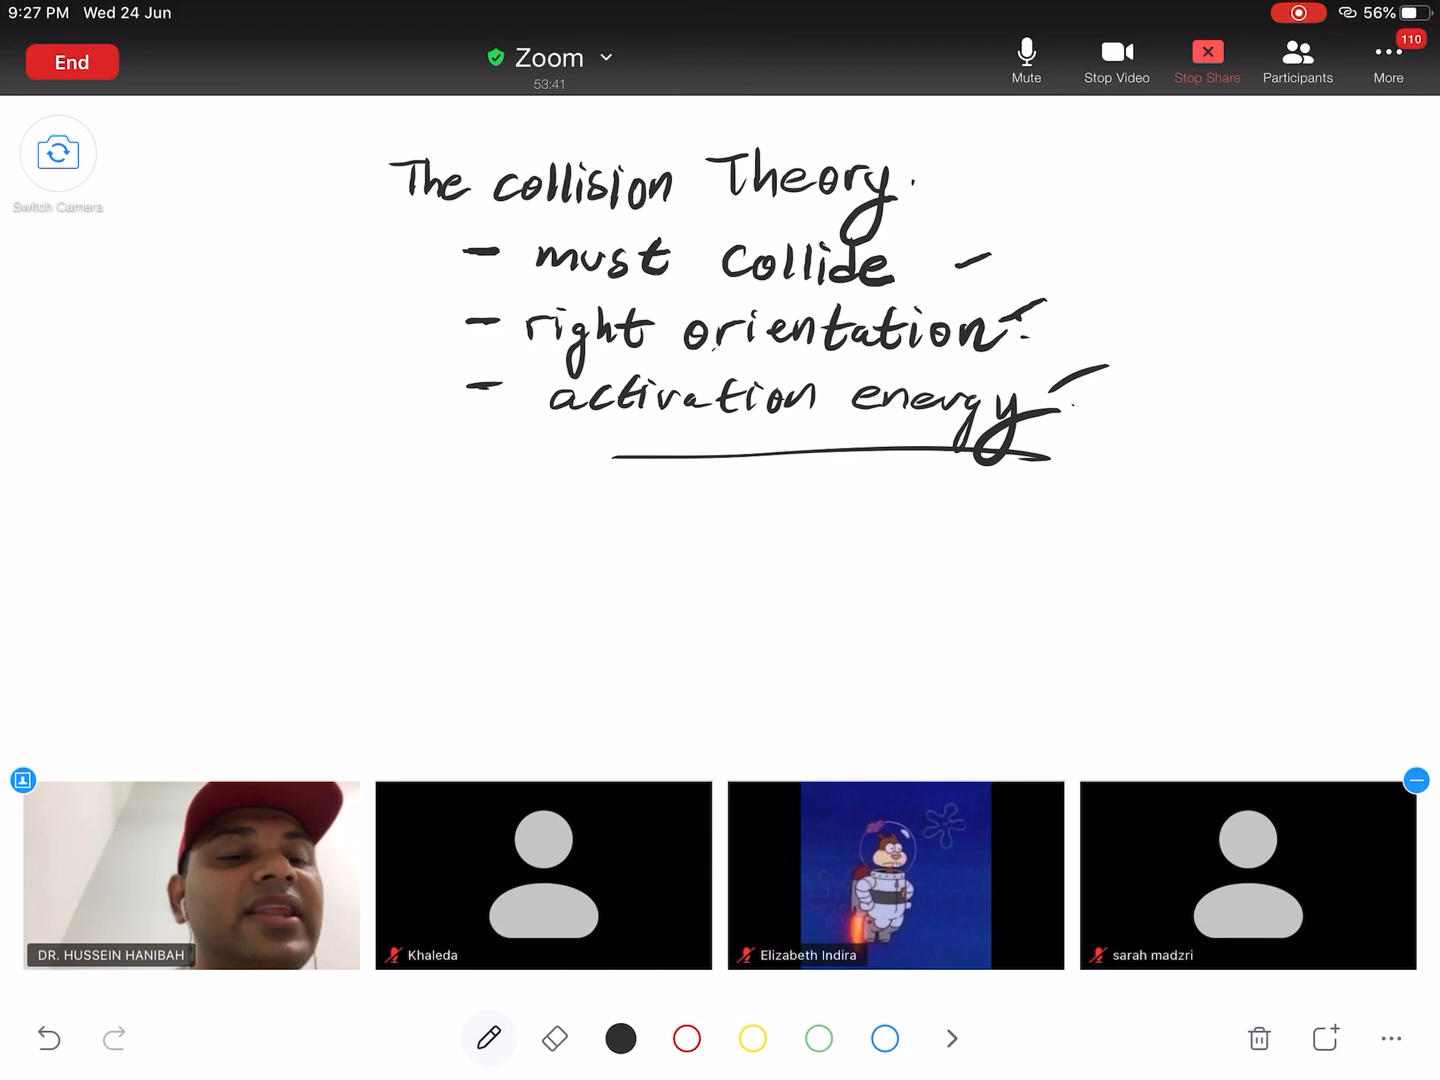 9:27 PM Wed 24 Jun
56%
End
Zoom
53:41
Mute
Stop Video
Stop Share
Participants
More
110
Switch Camera
The collision Theory.
- must collide
- right orientation
- activation energy
DR. HUSSEIN HANIBAH
Khaleda
Elizabeth Indira
sarah madzri